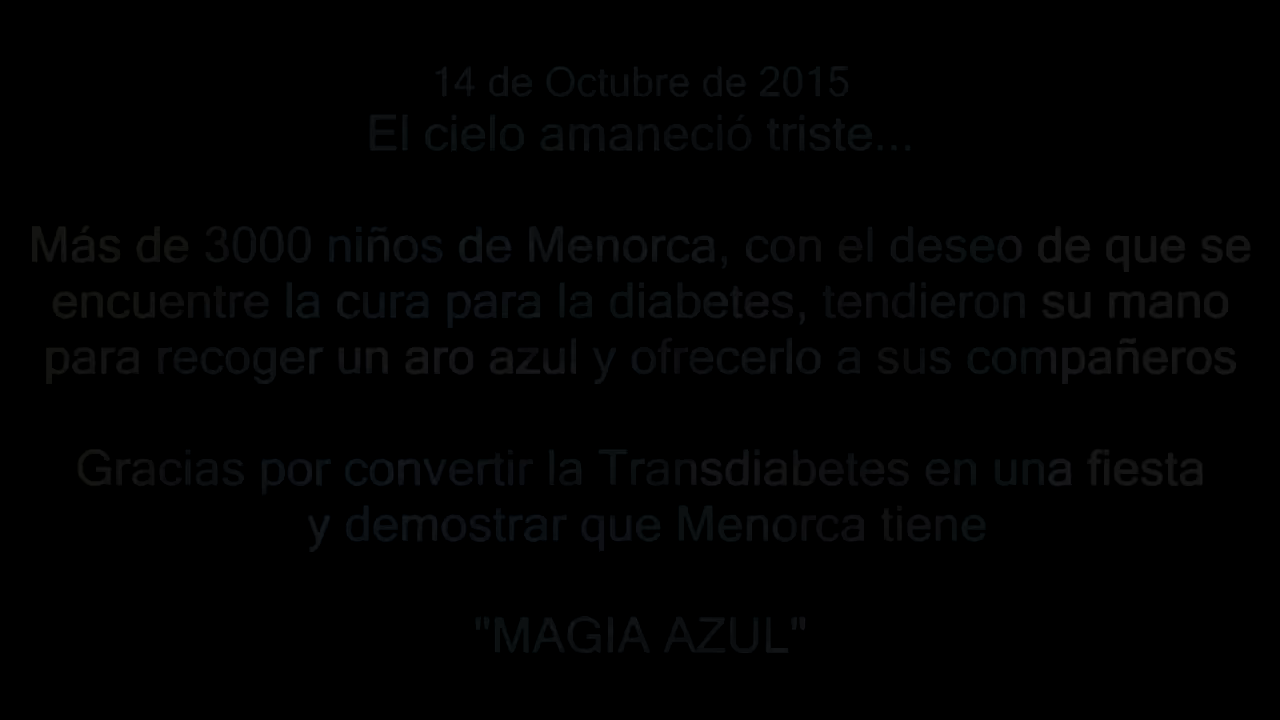 14 de Octubre de 2015
El cielo amaneció triste...
Más de 3000 niños de Menorca, con el deseo de que se
encuentre la cura para la diabetes, tendieron su mano
para recoger un aro azul y ofrecerlo a sus compañeros
Gracias por convertir la Transdiabetes en una fiesta
y demostrar que Menorca tiene
"MAGIA AZUL"